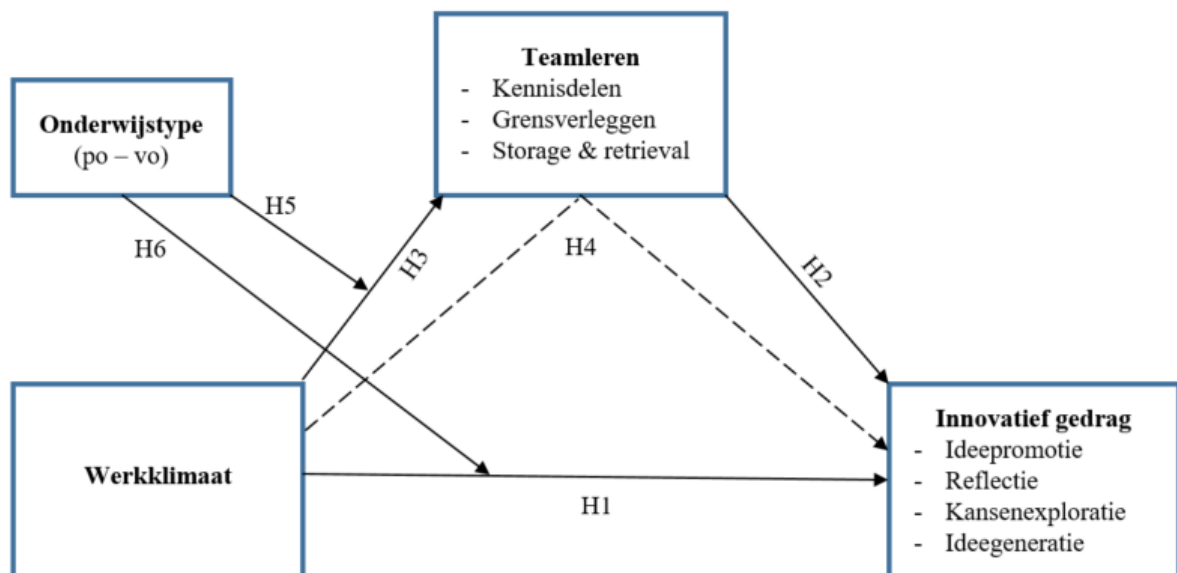 Teamleren
- Kennisdelen
- Grensverleggen
- Storage & retrieval
Onderwijstype
(po – vo)
H5
H6
H3
H4
H2
Werkklimaat
H1
Innovatief gedrag
- Ideepromotie
- Reflectie
- Kansenexploratie
- Ideegeneratie